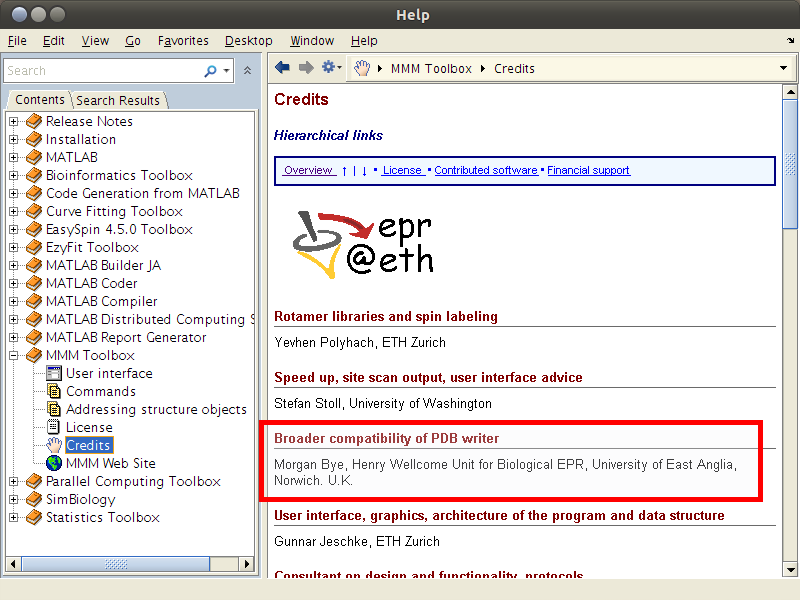 Help
File Edit View Go Favorites Desktop Window Help
Search
MMM Toolbox Credits
Contents Search Results
Release Notes
Installation
MATLAB
Bioinformatics Toolbox
Code Generation from MATLAB
Curve Fitting Toolbox
EasySpin 4.5.0 Toolbox
EzyFit Toolbox
MATLAB Builder JA
MATLAB Coder
MATLAB Compiler
MATLAB Distributed Computing S
MATLAB Report Generator
MMM Toolbox
User interface
Commands
Addressing structure objects
License
Credits
MMM Web Site
Parallel Computing Toolbox
SimBiology
Statistics Toolbox
Credits
Hierarchical links
Overview ↑ | ↓ • License • Contributed software • Financial support
epr
@eth
Rotamer libraries and spin labeling
Yevhen Polyhach, ETH Zurich
Speed up, site scan output, user interface advice
Stefan Stoll, University of Washington
Broader compatibility of PDB writer
Morgan Bye, Henry Wellcome Unit for Biological EPR, University of East Anglia,
Norwich. U.K.
User interface, graphics, architecture of the program and data structure
Gunnar Jeschke, ETH Zurich
Consultant on design and functionality, protocols